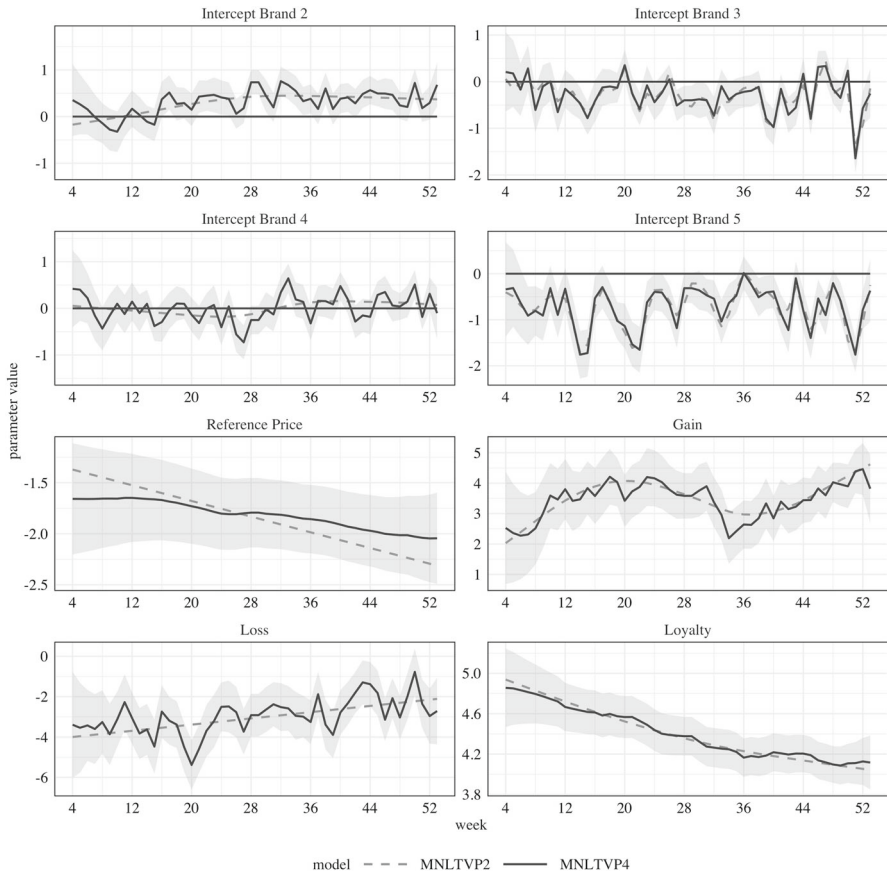 Intercept Brand 2
Intercept Brand 3
1
0
-1
4 12 20 28 36 44 52
1
0
-1
-2
4 12 20 28 36 44 52
Intercept Brand 4
Intercept Brand 5
1
0
-1
4 12 20 28 36 44 52
0
-1
-2
4 12 20 28 36 44 52
parameter value
Reference Price
Gain
-1.5
-2.0
-2.5
4 12 20 28 36 44 52
5
4
3
2
1
4 12 20 28 36 44 52
Loss
Loyalty
0
-2
-4
-6
4 12 20 28 36 44 52
5.0
4.6
4.2
3.8
4 12 20 28 36 44 52
week
model MNLTVP2 MNLTVP4